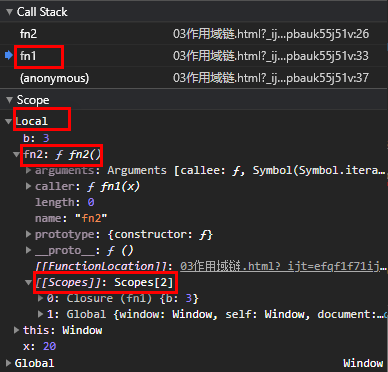 Call Stack
fn2 03作用域链.html?_ij…pbauk55j51v:26
fn1 03作用域链.html?_ij…pbauk55j51v:33
(anonymous) 03作用域链.html?_ij…pbauk55j51v:37
Scope
Local
b: 3
fn2: ƒ fn2()
arguments: Arguments [callee: ƒ, Symbol(Symbol.itera…
caller: ƒ fn1(x)
length: 0
name: "fn2"
prototype: {constructor: ƒ}
__proto__: ƒ ()
[[FunctionLocation]]: 03作用域链.html?_ijt=efqf1f71ij…
[[Scopes]]: Scopes[2]
0: Closure (fn1) {b: 3}
1: Global {window: Window, self: Window, document:…
this: Window
x: 20
Global Window